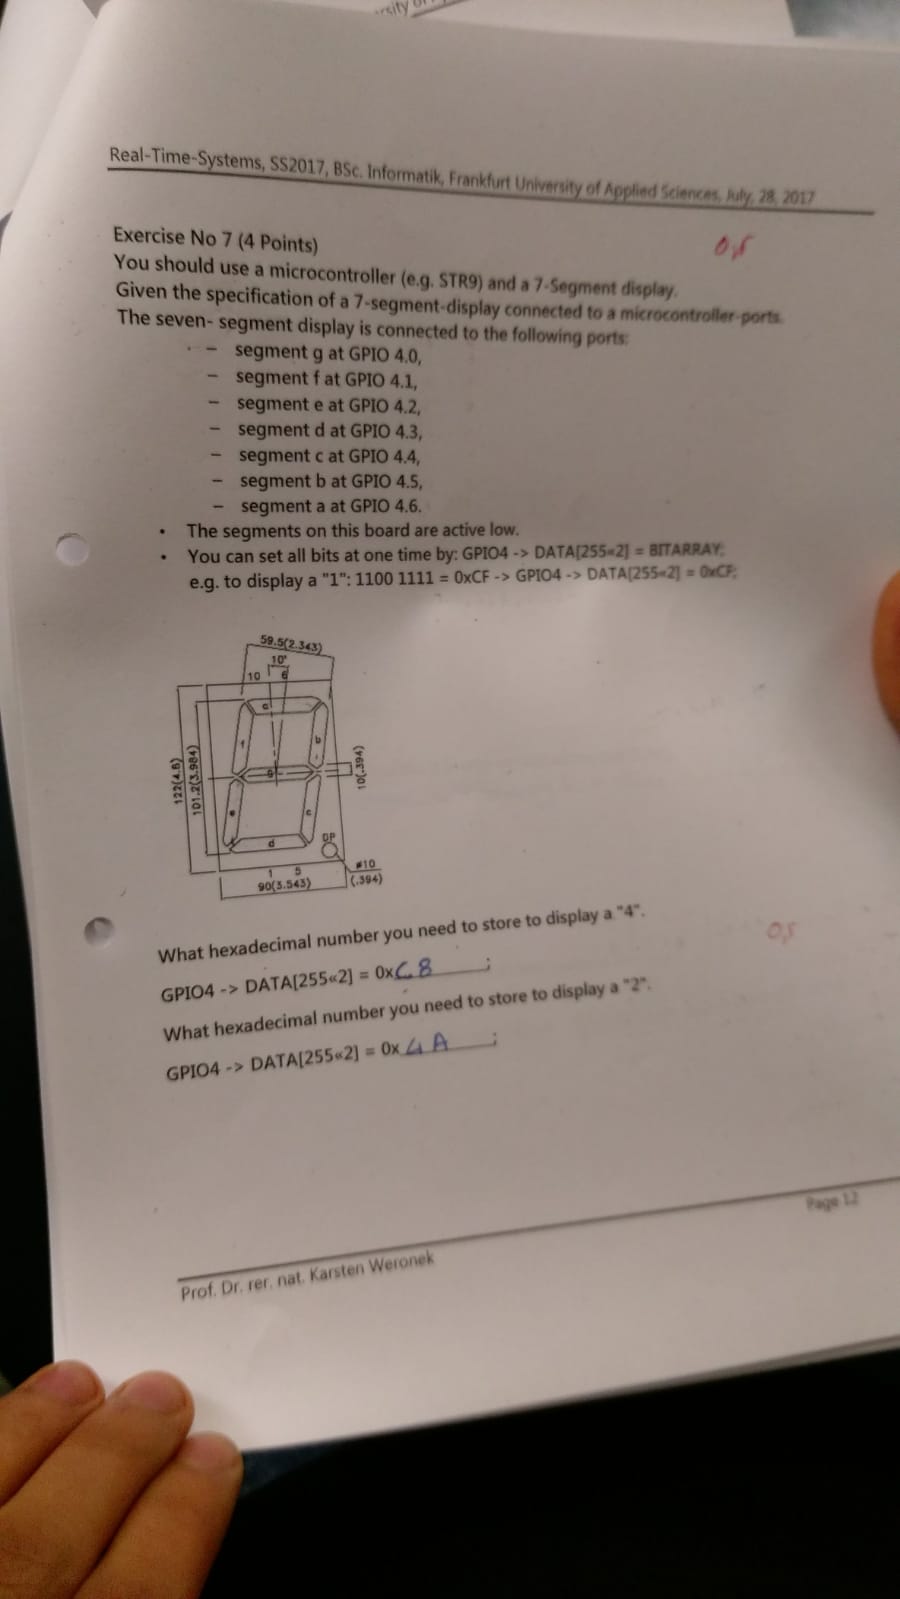 Real-Time-Systems, SS2017, BSc. Informatik, Frankfurt University of Applied Sciences, July, 28, 2017
Exercise No 7 (4 Points)
0,5
You should use a microcontroller (e.g. STR9) and a 7-Segment display.
Given the specification of a 7-segment-display connected to a microcontroller-ports.
The seven- segment display is connected to the following ports:
– segment g at GPIO 4.0,
– segment f at GPIO 4.1,
– segment e at GPIO 4.2,
– segment d at GPIO 4.3,
– segment c at GPIO 4.4,
– segment b at GPIO 4.5,
– segment a at GPIO 4.6.
• The segments on this board are active low.
• You can set all bits at one time by: GPIO4 -> DATA[255«2] = BITARRAY;
e.g. to display a "1": 1100 1111 = 0xCF -> GPIO4 -> DATA[255«2] = 0xCF;
59.5(2.343)
10°
10 6
a
f b
122(4.8)
101.2(3.984)
g
10(.394)
e c
d
DP
1 5
ø10
90(3.543)
(.394)
What hexadecimal number you need to store to display a "4".
0,5
GPIO4 -> DATA[255«2] = 0xC8;
What hexadecimal number you need to store to display a "2".
GPIO4 -> DATA[255«2] = 0x4A;
Page 12
Prof. Dr. rer. nat. Karsten Weronek